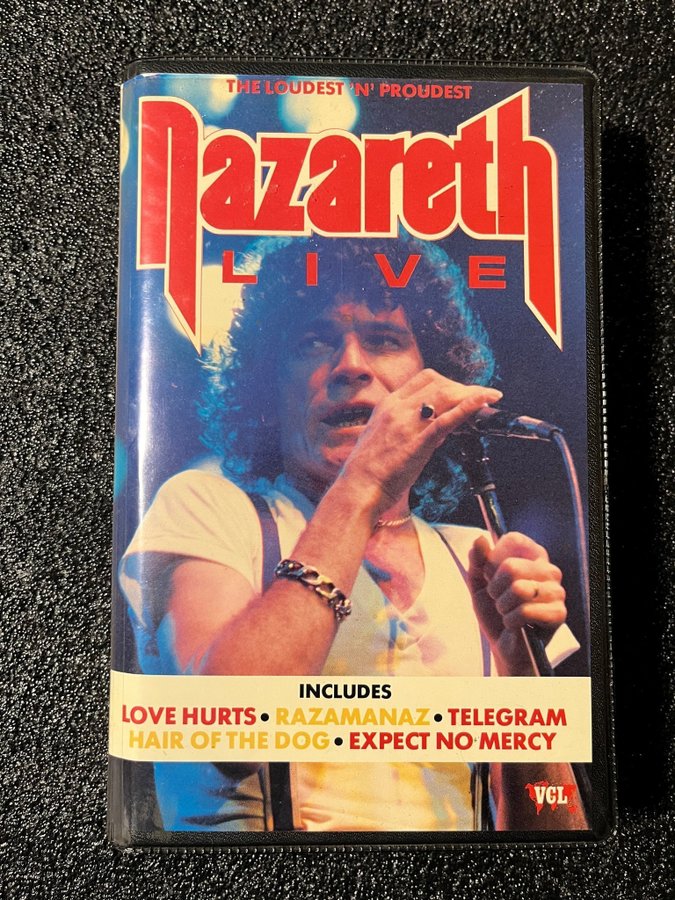 THE LOUDEST 'N' PROUDEST
Nazareth
LIVE
INCLUDES
LOVE HURTS • RAZAMANAZ • TELEGRAM
HAIR OF THE DOG • EXPECT NO MERCY
VCL